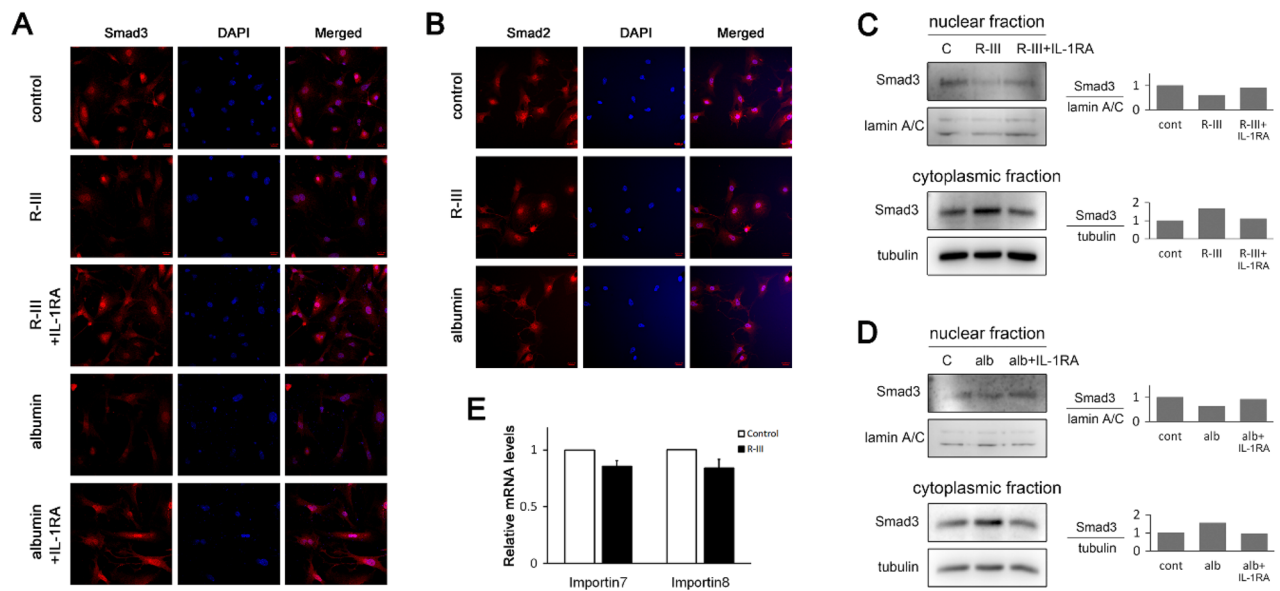 A
Smad3 DAPI Merged
control
R-III
R-III
+IL-1RA
albumin
albumin
+IL-1RA
B
Smad2 DAPI Merged
control
R-III
albumin
E
Relative mRNA levels
1
0.5
0
Control
R-III
Importin7 Importin8
C
nuclear fraction
C R-III R-III+IL-1RA
Smad3
lamin A/C
Smad3
lamin A/C
1
0
cont R-III R-III+
IL-1RA
cytoplasmic fraction
Smad3
tubulin
Smad3
tubulin
2
1
0
cont R-III R-III+
IL-1RA
D
nuclear fraction
C alb alb+IL-1RA
Smad3
lamin A/C
Smad3
lamin A/C
1
0
cont alb alb+
IL-1RA
cytoplasmic fraction
Smad3
tubulin
Smad3
tubulin
2
1
0
cont alb alb+
IL-1RA